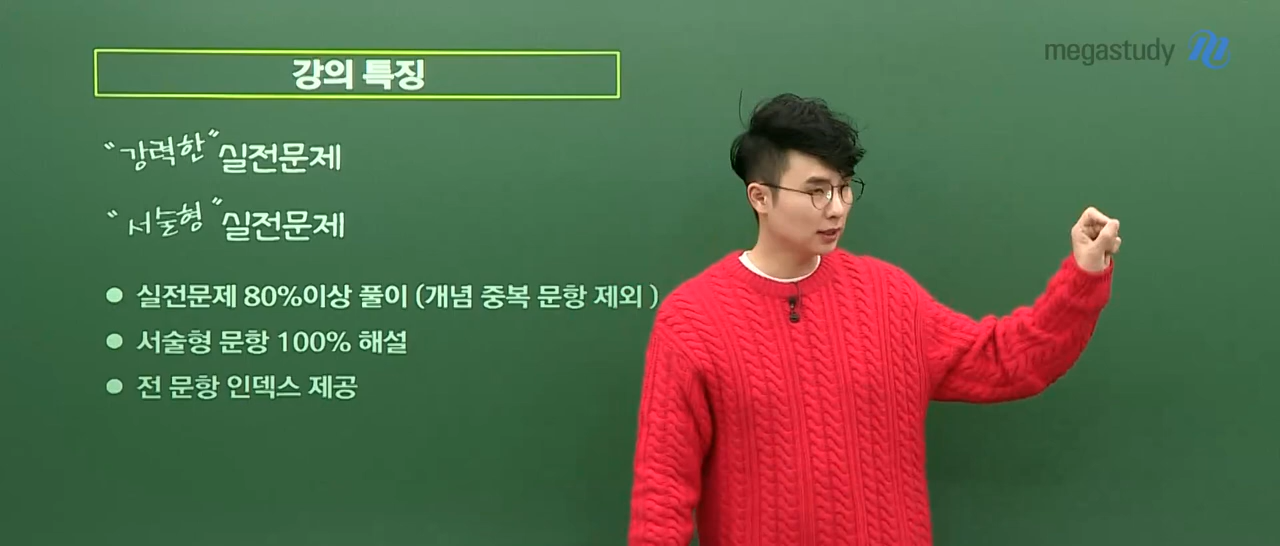 megastudy
강의 특징
“강력한” 실전문제
“서술형” 실전문제
● 실전문제 80%이상 풀이 (개념 중복 문항 제외 )
● 서술형 문항 100% 해설
● 전 문항 인덱스 제공